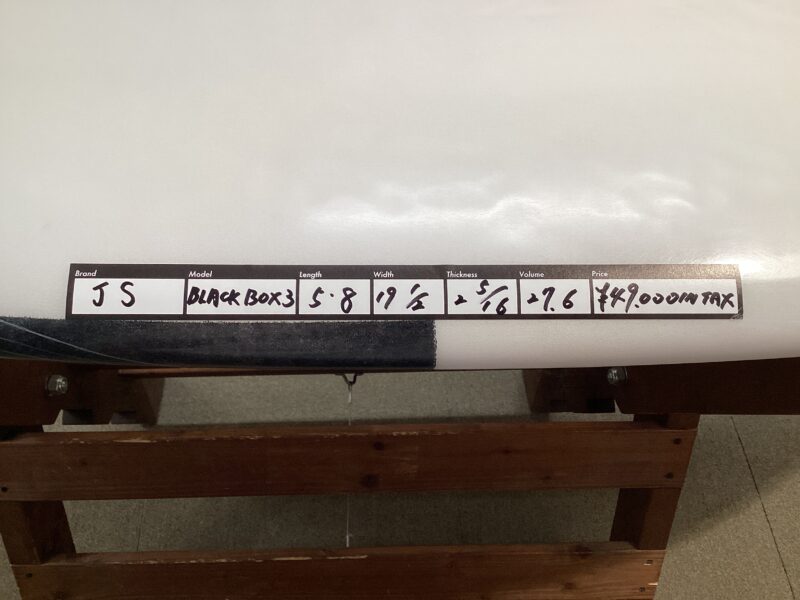 Brand Model Length Width Thickness Volume Price
JS BLACK BOX3 5.8 19 1/2 2 5/16 27.6 ¥49.000IN TAX